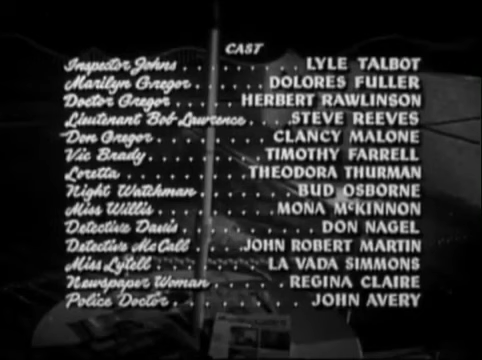 CAST
Inspector Johns . . . . . . . . . LYLE TALBOT
Marilyn Gregor . . . . . . DOLORES FULLER
Doctor Gregor . . . . . HERBERT RAWLINSON
Lieutenant Bob Lawrence . . . . STEVE REEVES
Don Gregor . . . . . . . . CLANCY MALONE
Vic Brady . . . . . . . . TIMOTHY FARRELL
Loretta . . . . . . . . . THEODORA THURMAN
Night Watchman . . . . . . . BUD OSBORNE
Miss Willis . . . . . . . . MONA McKINNON
Detective Davis . . . . . . . . . DON NAGEL
Detective McCall . . . . JOHN ROBERT MARTIN
Miss Lytell . . . . . . . . LA VADA SIMMONS
Newspaper Woman . . . . . . REGINA CLAIRE
Police Doctor . . . . . . . . . JOHN AVERY